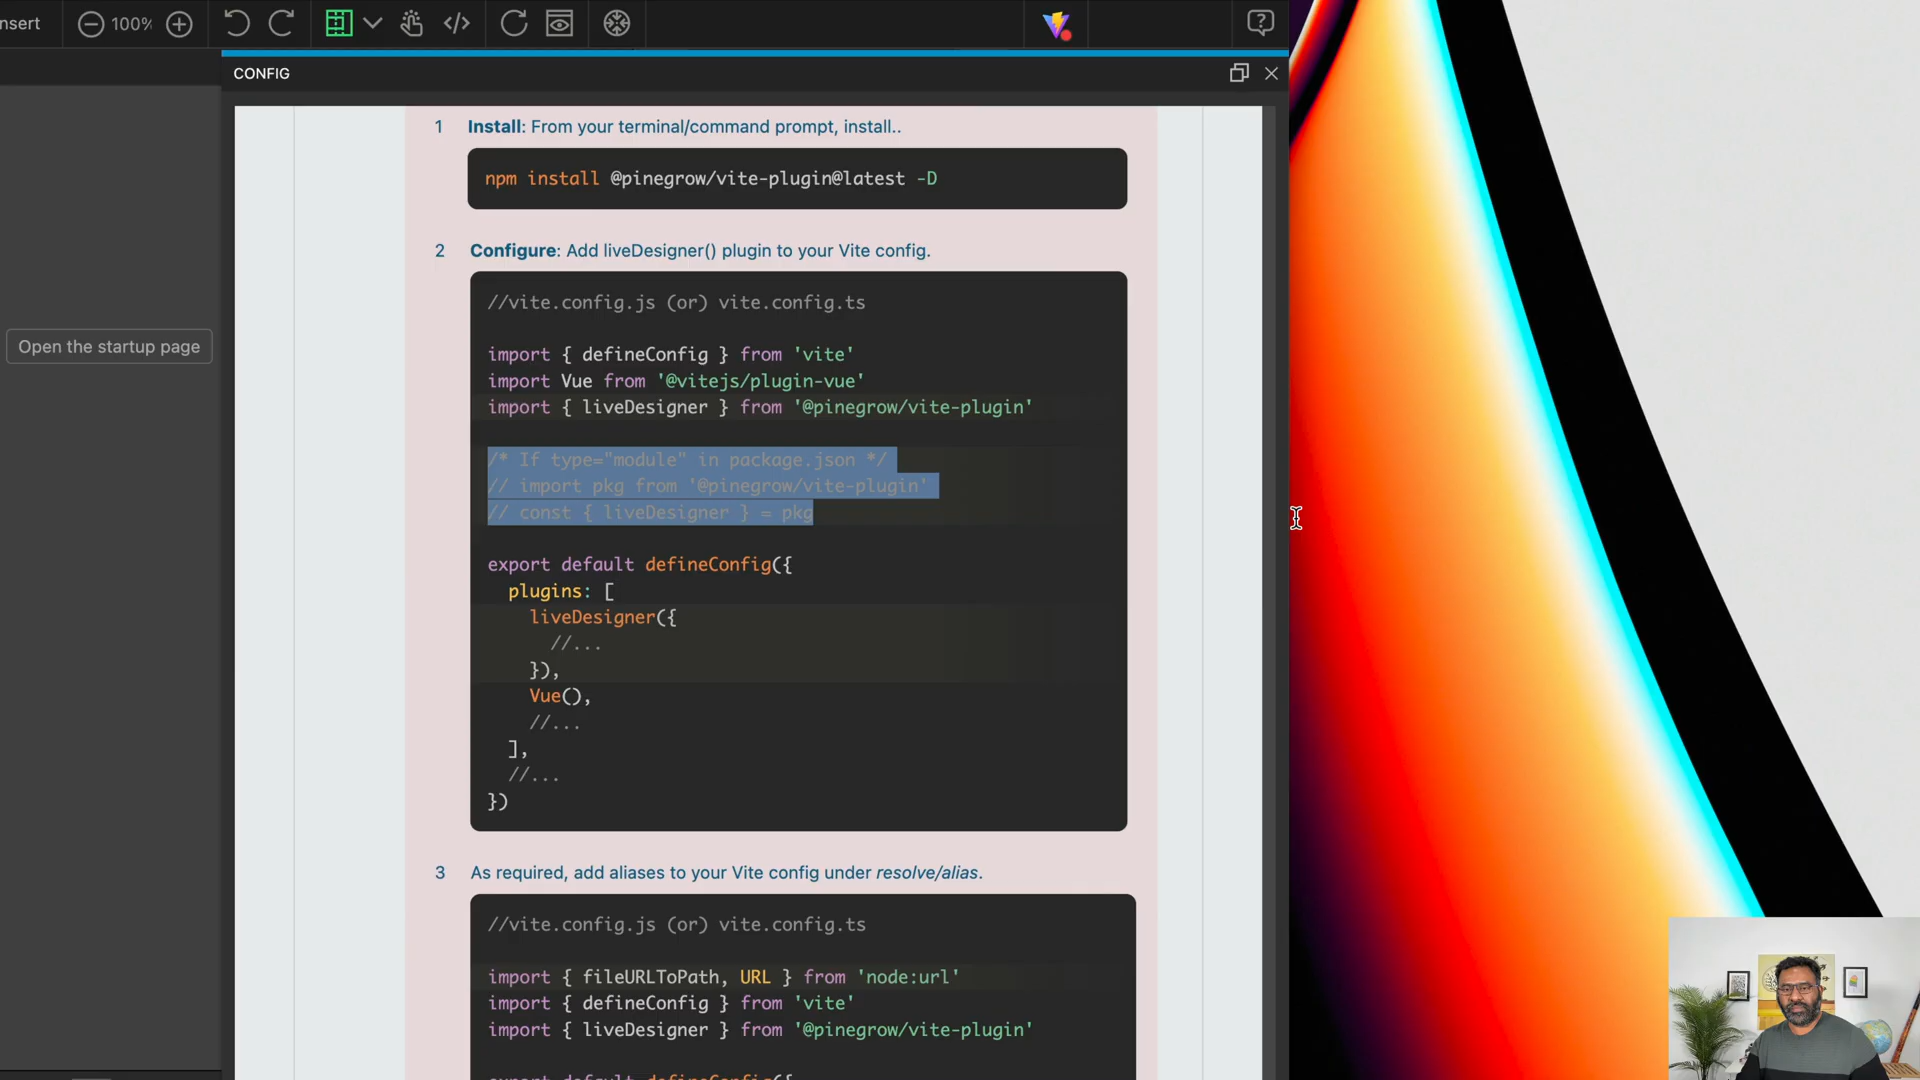 nsert
100%
CONFIG
Open the startup page
1 Install: From your terminal/command prompt, install..
npm install @pinegrow/vite-plugin@latest -D
2 Configure: Add liveDesigner() plugin to your Vite config.
//vite.config.js (or) vite.config.ts
import { defineConfig } from 'vite'
import Vue from '@vitejs/plugin-vue'
import { liveDesigner } from '@pinegrow/vite-plugin'
/* If type="module" in package.json */
// import pkg from '@pinegrow/vite-plugin'
// const { liveDesigner } = pkg
export default defineConfig({
plugins: [
liveDesigner({
//...
}),
Vue(),
//...
],
//...
})
3 As required, add aliases to your Vite config under resolve/alias.
//vite.config.js (or) vite.config.ts
import { fileURLToPath, URL } from 'node:url'
import { defineConfig } from 'vite'
import { liveDesigner } from '@pinegrow/vite-plugin'
export default defineConfig({